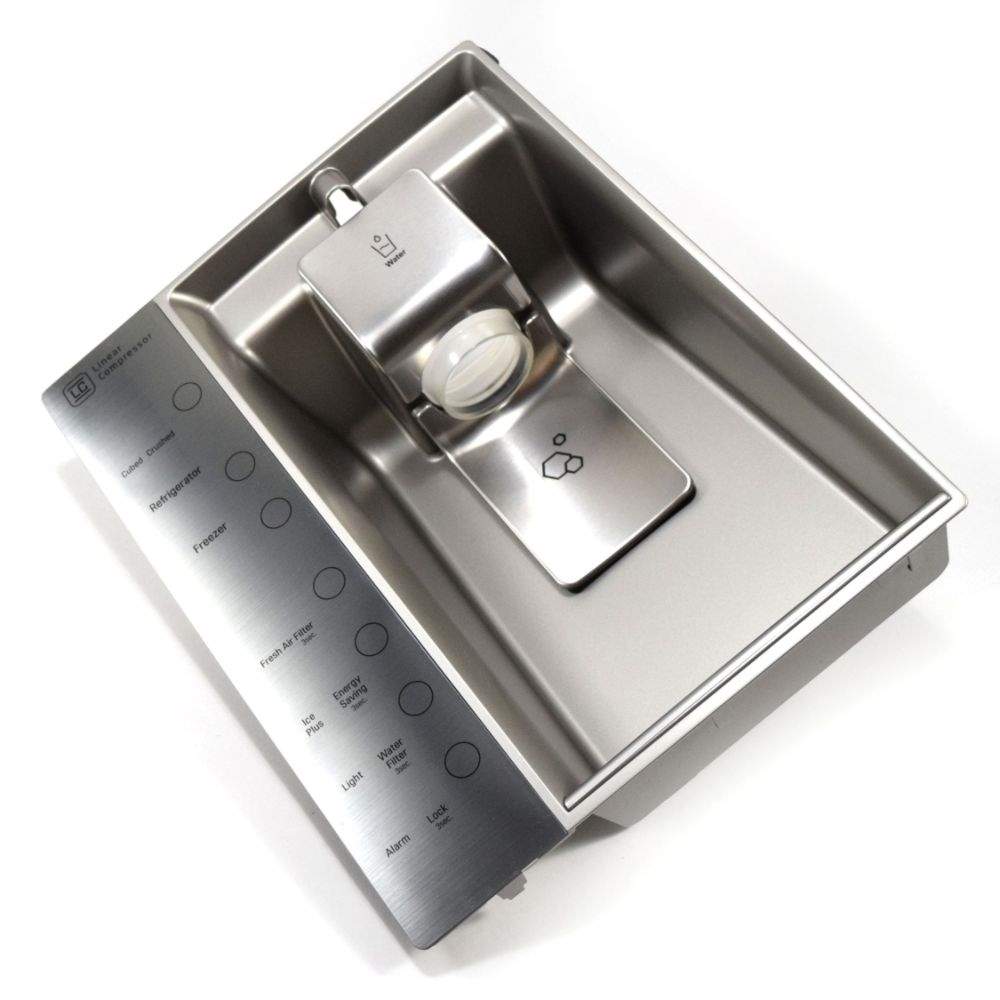 LC
Linear
Compressor
Cubed Crushed
Refrigerator
Freezer
Fresh Air Filter
3sec.
Ice
Plus
Energy
Saving
3sec.
Light
Water
Filter
3sec.
Alarm
Lock
3sec.
Water